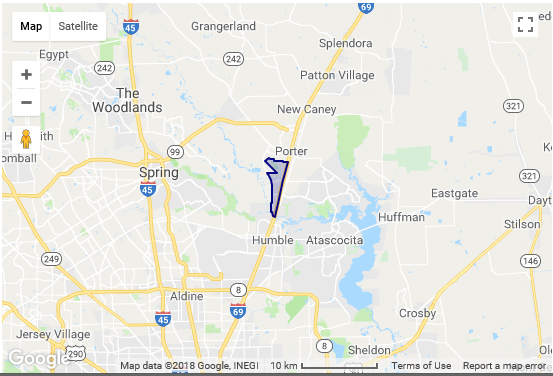 Map
Satellite
45
69
Grangerland
Splendora
Egypt
242
242
Patton Village
The
Woodlands
New Caney
321
99
Porter
Spring
45
321
Eastgate
Huffman
Stilson
Humble
Atascocita
249
146
8
Aldine
69
45
Crosby
Jersey Village
290
8
Sheldon
Google
Map data ©2018 Google, INEGI
10 km
Terms of Use
Report a map error